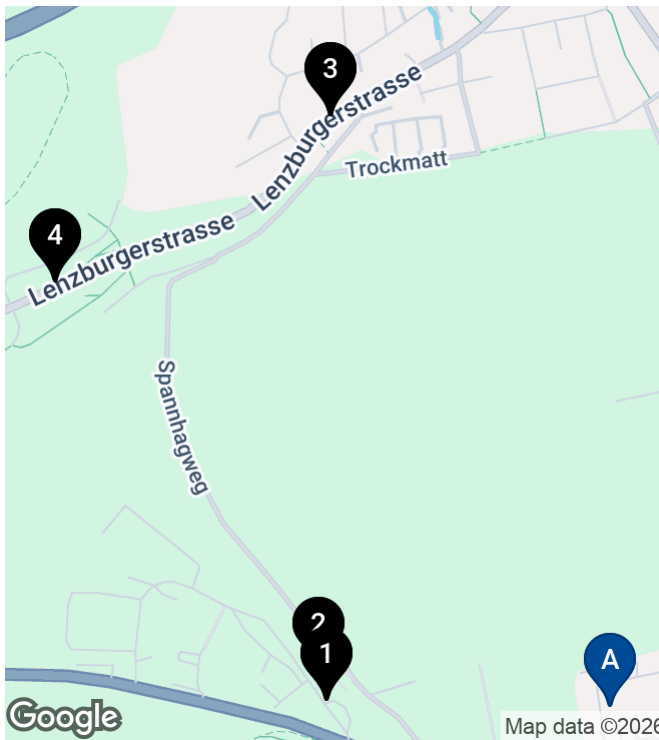 3
Lenzburgerstrasse
Trockmatt
4
Lenzburgerstrasse
Spannhagweg
2
1
A
Google
Map data ©2026